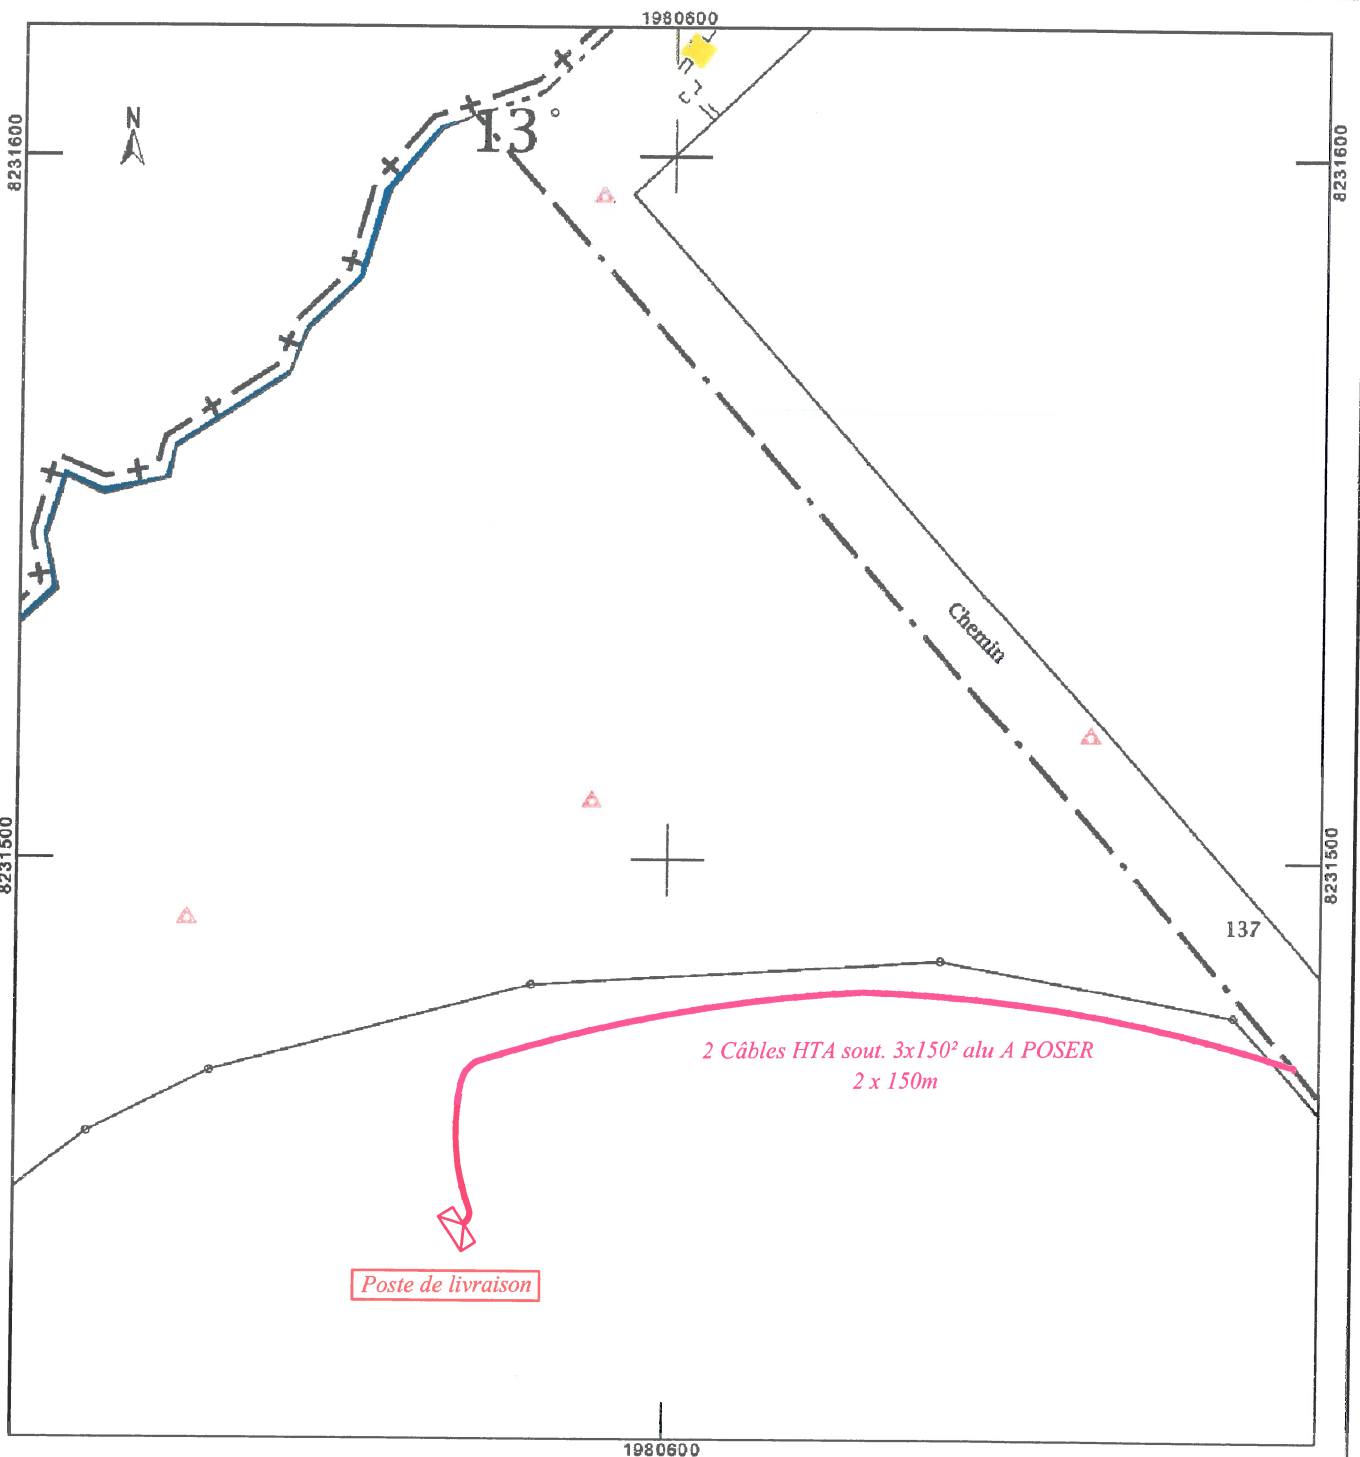 1980600
N
8231600
8231600
13°
Chemin
8231500
8231500
137
2 Câbles HTA sout. 3x150² alu A POSER
2 x 150m
Poste de livraison
1980600